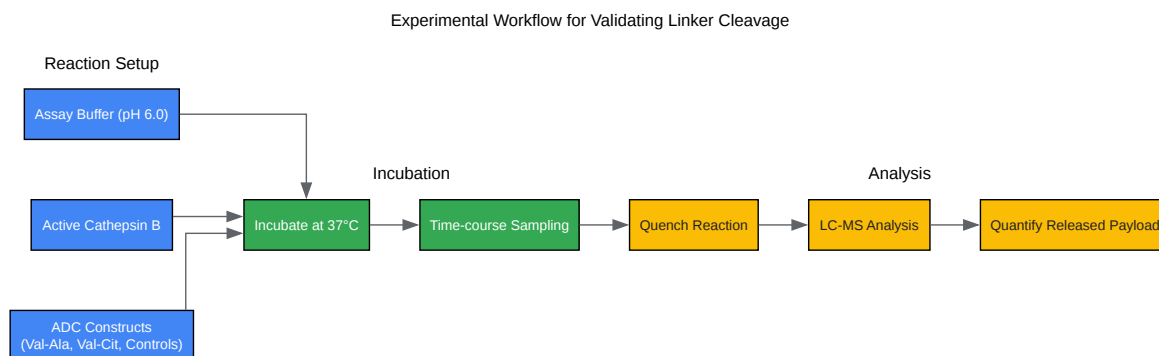 Experimental Workflow for Validating Linker Cleavage
Reaction Setup
Assay Buffer (pH 6.0)
Incubation
Analysis
Active Cathepsin B
Incubate at 37°C
Time-course Sampling
Quench Reaction
LC-MS Analysis
Quantify Released Payload
ADC Constructs
(Val-Ala, Val-Cit, Controls)